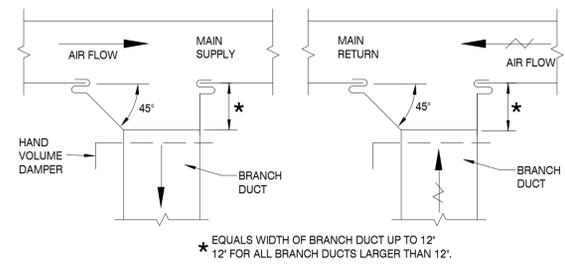 AIR FLOW
MAIN
SUPPLY
45°
*
HAND
VOLUME
DAMPER
BRANCH
DUCT
MAIN
RETURN
AIR FLOW
45°
*
BRANCH
DUCT
* EQUALS WIDTH OF BRANCH DUCT UP TO 12"
12" FOR ALL BRANCH DUCTS LARGER THAN 12".